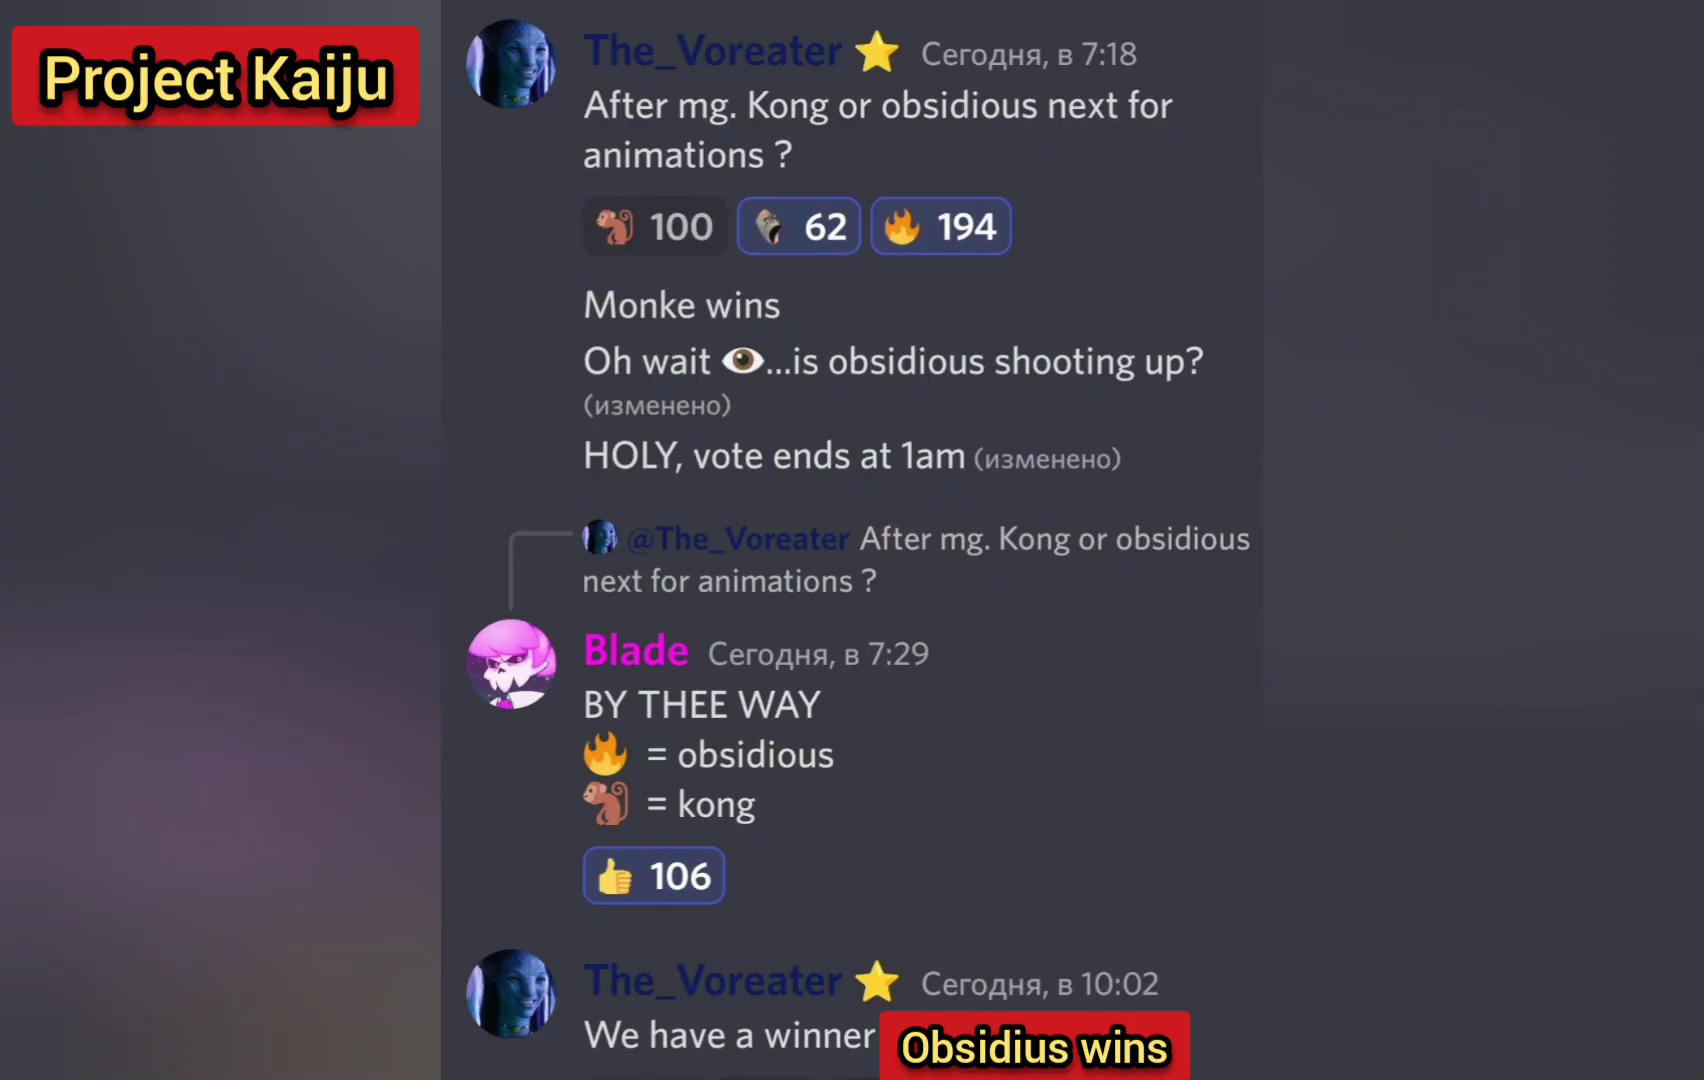 Project Kaiju
The_Voreater ⭐ Сегодня, в 7:18
After mg. Kong or obsidious next for
animations ?
🐒 100 62 🔥 194
Monke wins
Oh wait 👁...is obsidious shooting up?
(изменено)
HOLY, vote ends at 1am (изменено)
@The_Voreater After mg. Kong or obsidious
next for animations ?
Blade Сегодня, в 7:29
BY THEE WAY
🔥 = obsidious
🐒 = kong
👍 106
The_Voreater ⭐ Сегодня, в 10:02
We have a winner
Obsidius wins